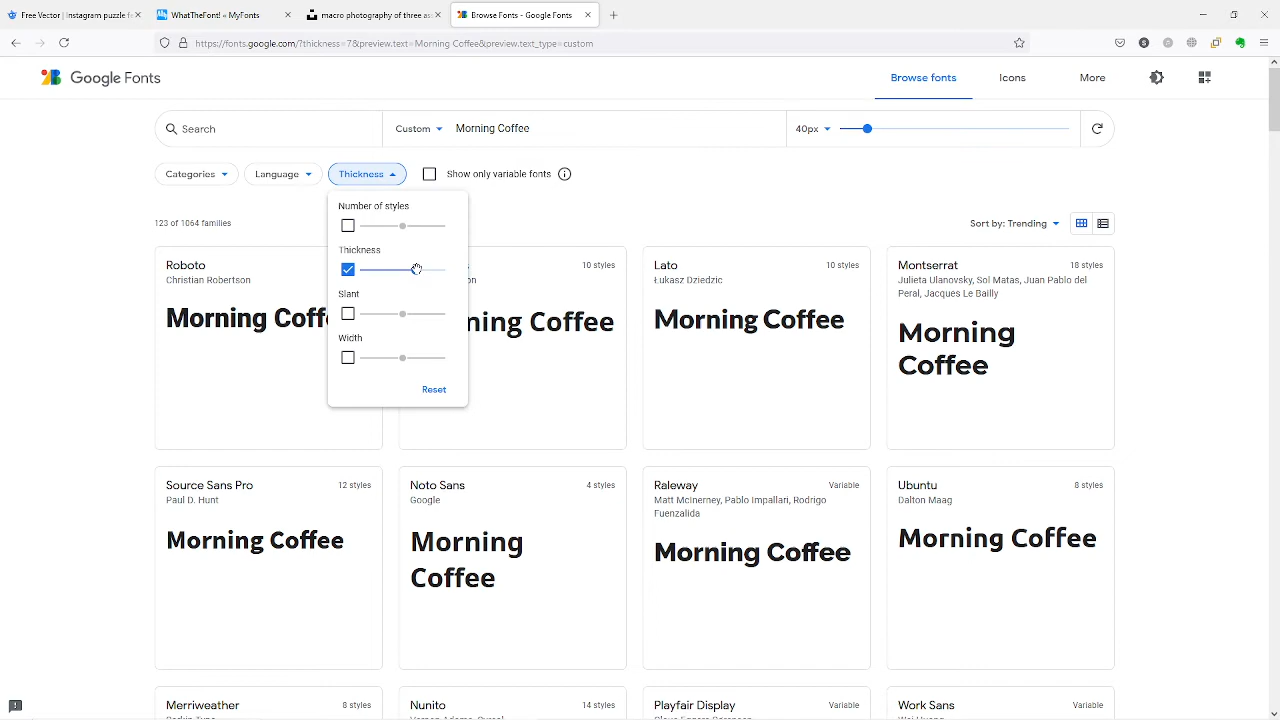 Free Vector | Instagram puzzle f
WhatTheFont! « MyFonts
macro photography of three as
Browse Fonts - Google Fonts
https://fonts.google.com/?thickness=7&preview.text=Morning Coffee&preview.text_type=custom
Google Fonts
Browse fonts
Icons
More
Search
Custom
Morning Coffee
40px
Categories
Language
Thickness
Show only variable fonts
Number of styles
Thickness
Slant
Width
Reset
123 of 1064 families
Sort by: Trending
Roboto
Christian Robertson
Morning Coff
10 styles
ning Coffee
Lato
10 styles
Łukasz Dziedzic
Morning Coffee
Montserrat
18 styles
Julieta Ulanovsky, Sol Matas, Juan Pablo del
Peral, Jacques Le Bailly
Morning
Coffee
Source Sans Pro
12 styles
Paul D. Hunt
Morning Coffee
Noto Sans
4 styles
Google
Morning
Coffee
Raleway
Variable
Matt McInerney, Pablo Impallari, Rodrigo
Fuenzalida
Morning Coffee
Ubuntu
8 styles
Dalton Maag
Morning Coffee
Merriweather
8 styles
Nunito
14 styles
Playfair Display
Variable
Work Sans
Variable